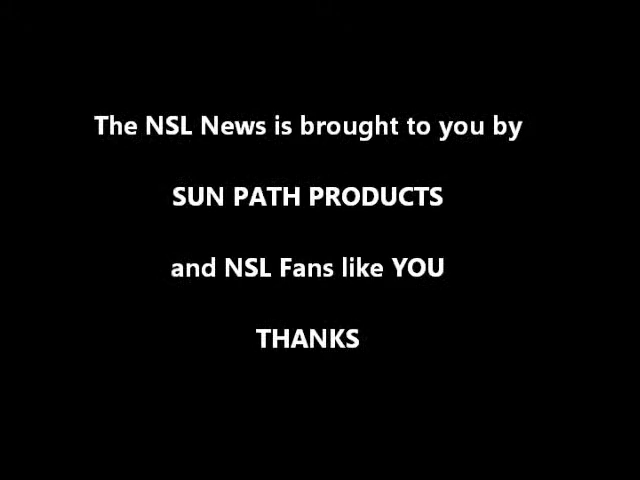 The NSL News is brought to you by
SUN PATH PRODUCTS
and NSL Fans like YOU
THANKS